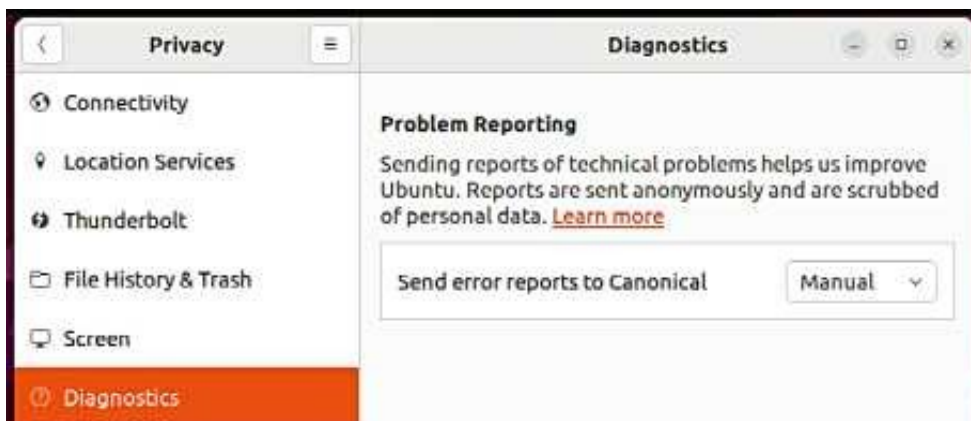 Privacy
Diagnostics
Connectivity
Location Services
Thunderbolt
File History & Trash
Screen
Diagnostics
Problem Reporting
Sending reports of technical problems helps us improve
Ubuntu. Reports are sent anonymously and are scrubbed
of personal data. Learn more
Send error reports to Canonical
Manual